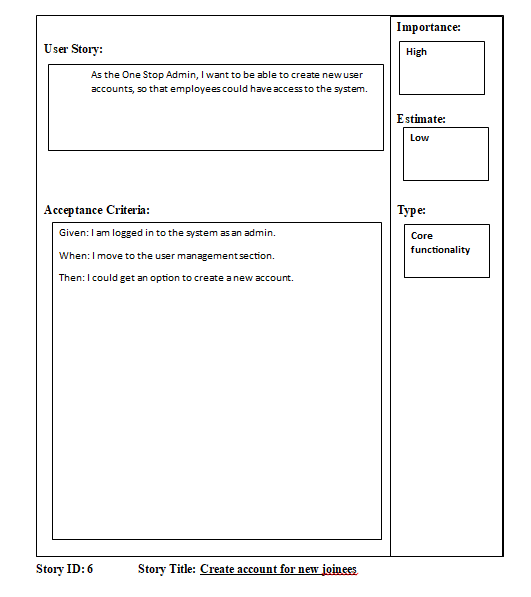 Importance:
User Story:
High
As the One Stop Admin, I want to be able to create new user
accounts, so that employees could have access to the system.
Estimate:
Low
Acceptance Criteria:
Type:
Given: I am logged in to the system as an admin.
When: I move to the user management section.
Then: I could get an option to create a new account.
Core
functionality
Story ID: 6 Story Title: Create account for new joinees